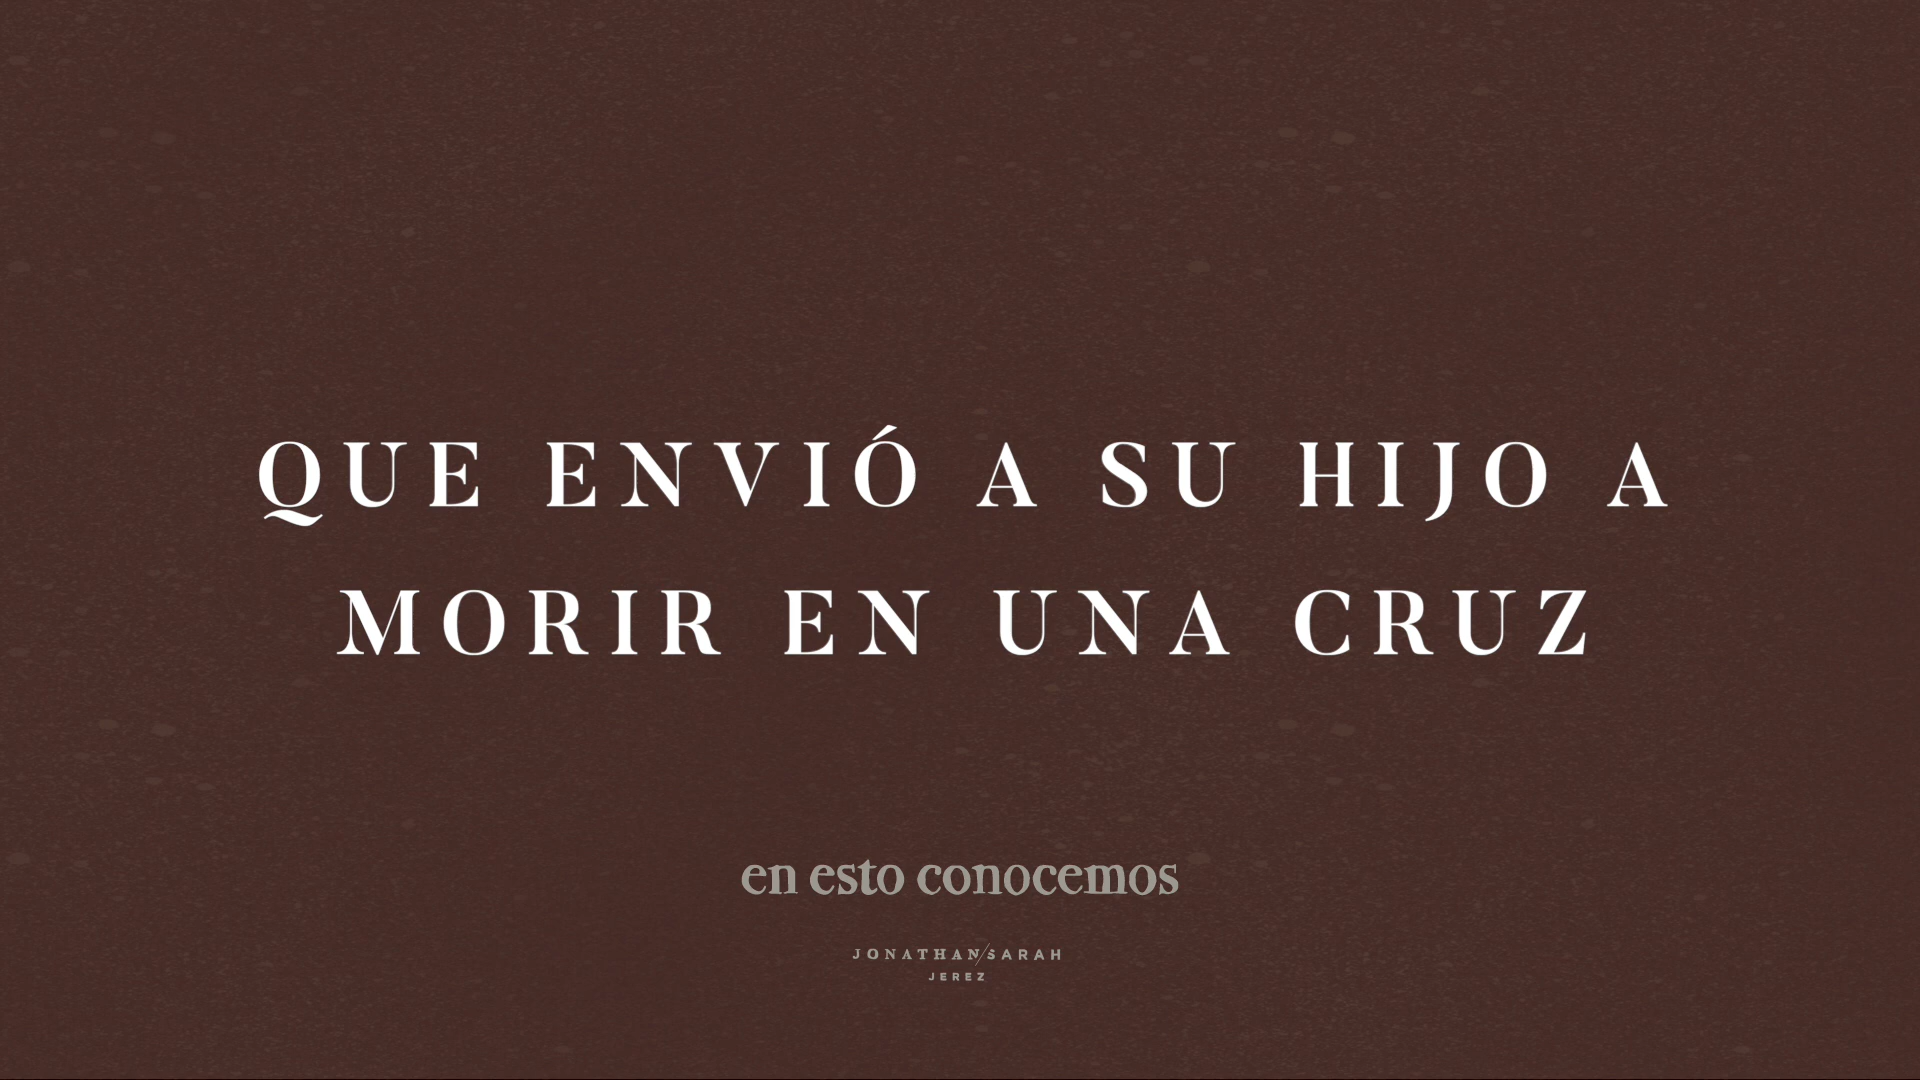 QUE ENVIÓ A SU HIJO A
MORIR EN UNA CRUZ
en esto conocemos
JONATHAN/SARAH
JEREZ